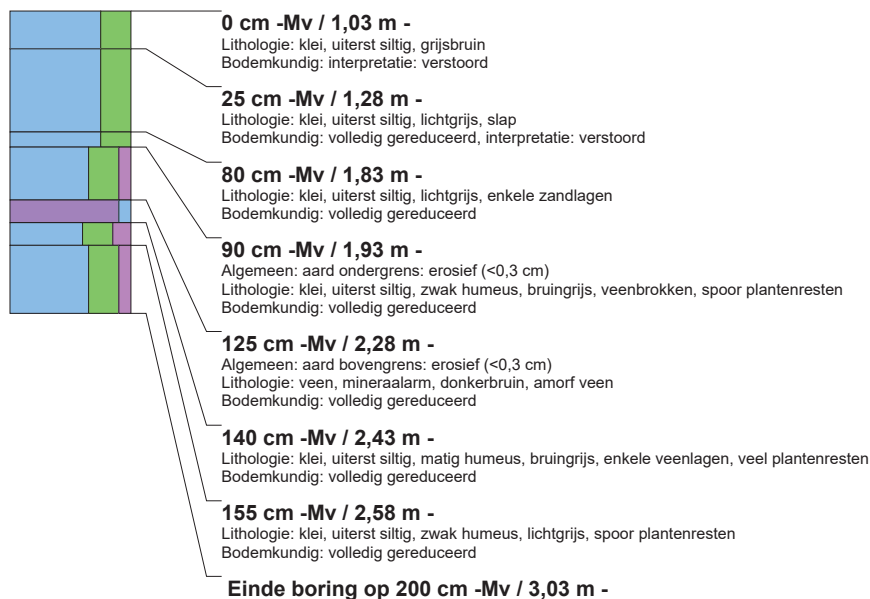 0 cm -Mv / 1,03 m -
Lithologie: klei, uiterst siltig, grijsbruin
Bodemkundig: interpretatie: verstoord
25 cm -Mv / 1,28 m -
Lithologie: klei, uiterst siltig, lichtgrijs, slap
Bodemkundig: volledig gereduceerd, interpretatie: verstoord
80 cm -Mv / 1,83 m -
Lithologie: klei, uiterst siltig, lichtgrijs, enkele zandlagen
Bodemkundig: volledig gereduceerd
90 cm -Mv / 1,93 m -
Algemeen: aard ondergrens: erosief (<0,3 cm)
Lithologie: klei, uiterst siltig, zwak humeus, bruingrijs, veenbrokken, spoor plantenresten
Bodemkundig: volledig gereduceerd
125 cm -Mv / 2,28 m -
Algemeen: aard bovengrens: erosief (<0,3 cm)
Lithologie: veen, mineraalarm, donkerbruin, amorf veen
Bodemkundig: volledig gereduceerd
140 cm -Mv / 2,43 m -
Lithologie: klei, uiterst siltig, matig humeus, bruingrijs, enkele veenlagen, veel plantenresten
Bodemkundig: volledig gereduceerd
155 cm -Mv / 2,58 m -
Lithologie: klei, uiterst siltig, zwak humeus, lichtgrijs, spoor plantenresten
Bodemkundig: volledig gereduceerd
Einde boring op 200 cm -Mv / 3,03 m -